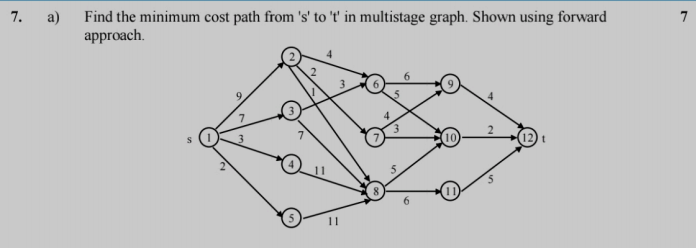 7. a) Find the minimum cost path from 's' to 't' in multistage graph. Shown using forward 7
approach.
2 4
2
1 3 6 6 9
9 5 4
7 3 4
s 1 3 7 7 3 10 2 12 t
2 4 11 5 5
8 6 11
5 11